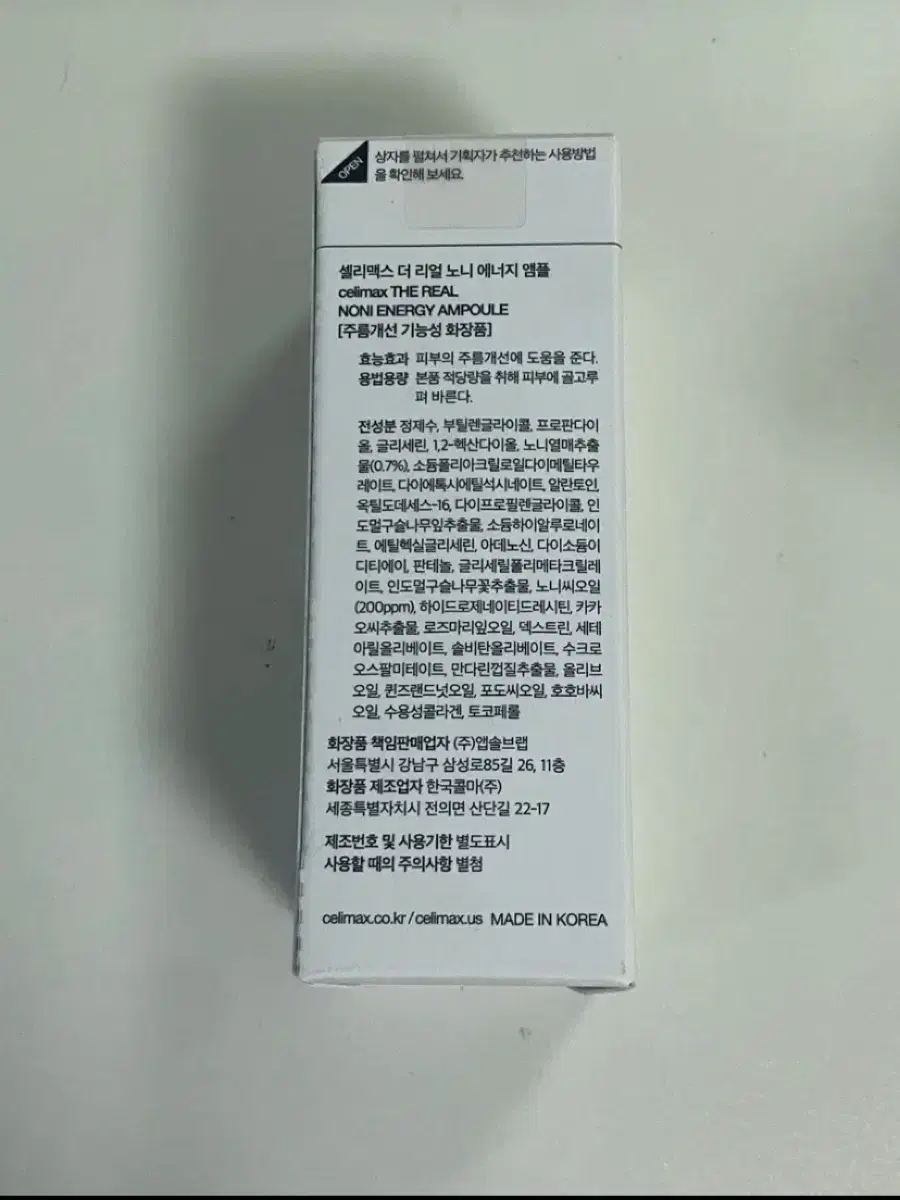 OPEN
상자를 펼쳐서 기획자가 추천하는 사용방법
을 확인해 보세요.
셀리맥스 더 리얼 노니 에너지 앰플
celimax THE REAL
NONI ENERGY AMPOULE
[주름개선 기능성 화장품]
효능효과 피부의 주름개선에 도움을 준다.
용법용량 본품 적당량을 취해 피부에 골고루
펴 바른다.
전성분 정제수, 부틸렌글라이콜, 프로판다이
올, 글리세린, 1,2-헥산다이올, 노니열매추출
물(0.7%), 소듐폴리아크릴로일다이메틸타우
레이트, 다이에톡시에틸석시네이트, 알란토인,
옥틸도데세스-16, 다이프로필렌글라이콜, 인
도멀구슬나무잎추출물, 소듐하이알루로네이
트, 에틸헥실글리세린, 아데노신, 다이소듐이
디티에이, 판테놀, 글리세릴폴리메타크릴레
이트, 인도멀구슬나무꽃추출물, 노니씨오일
(200ppm), 하이드로제네이티드레시틴, 카카
오씨추출물, 로즈마리잎오일, 덱스트린, 세테
아릴올리베이트, 솔비탄올리베이트, 수크로
오스팔미테이트, 만다린껍질추출물, 올리브
오일, 퀸즈랜드넛오일, 포도씨오일, 호호바씨
오일, 수용성콜라겐, 토코페롤
화장품 책임판매업자 (주)앱솔브랩
서울특별시 강남구 삼성로85길 26, 11층
화장품 제조업자 한국콜마(주)
세종특별자치시 전의면 산단길 22-17
제조번호 및 사용기한 별도표시
사용할 때의 주의사항 별첨
celimax.co.kr / celimax.us MADE IN KOREA